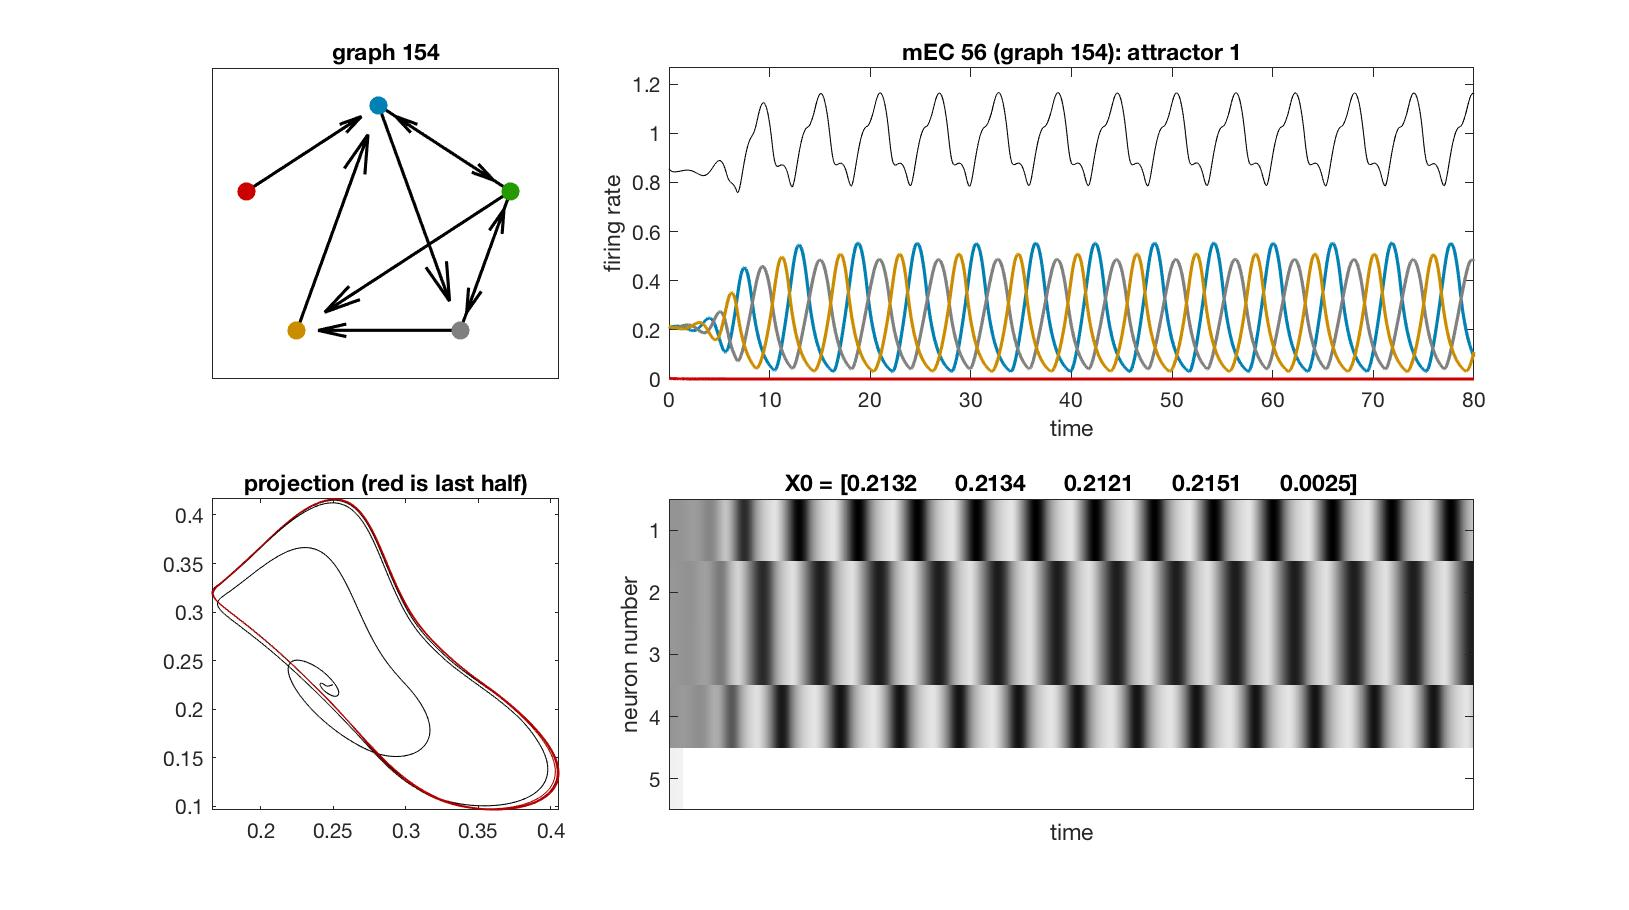 graph 154
mEC 56 (graph 154): attractor 1
1.2
1
0.8
0.6
0.4
0.2
0
firing rate
0 10 20 30 40 50 60 70 80
time
projection (red is last half)
0.4
0.35
0.3
0.25
0.2
0.15
0.1
0.2 0.25 0.3 0.35 0.4
X0 = [0.2132 0.2134 0.2121 0.2151 0.0025]
neuron number
1
2
3
4
5
time